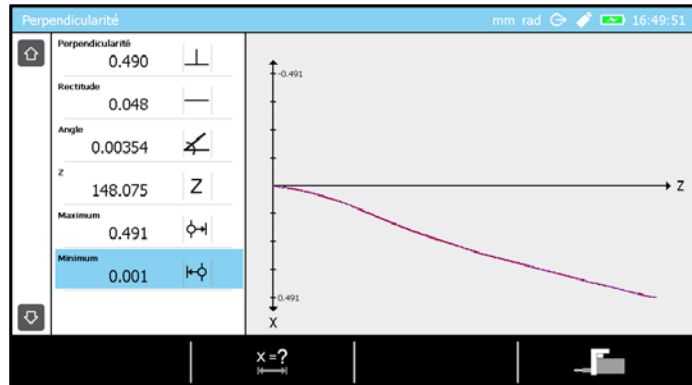 Perpendicularité
mm rad 16:49:51
Perpendicularité
0.490
Rectitude
0.048
Angle
0.00354
Z
148.075 Z
Maximum
0.491
Minimum
0.001
-0.491
Z
0.491
X
x=?